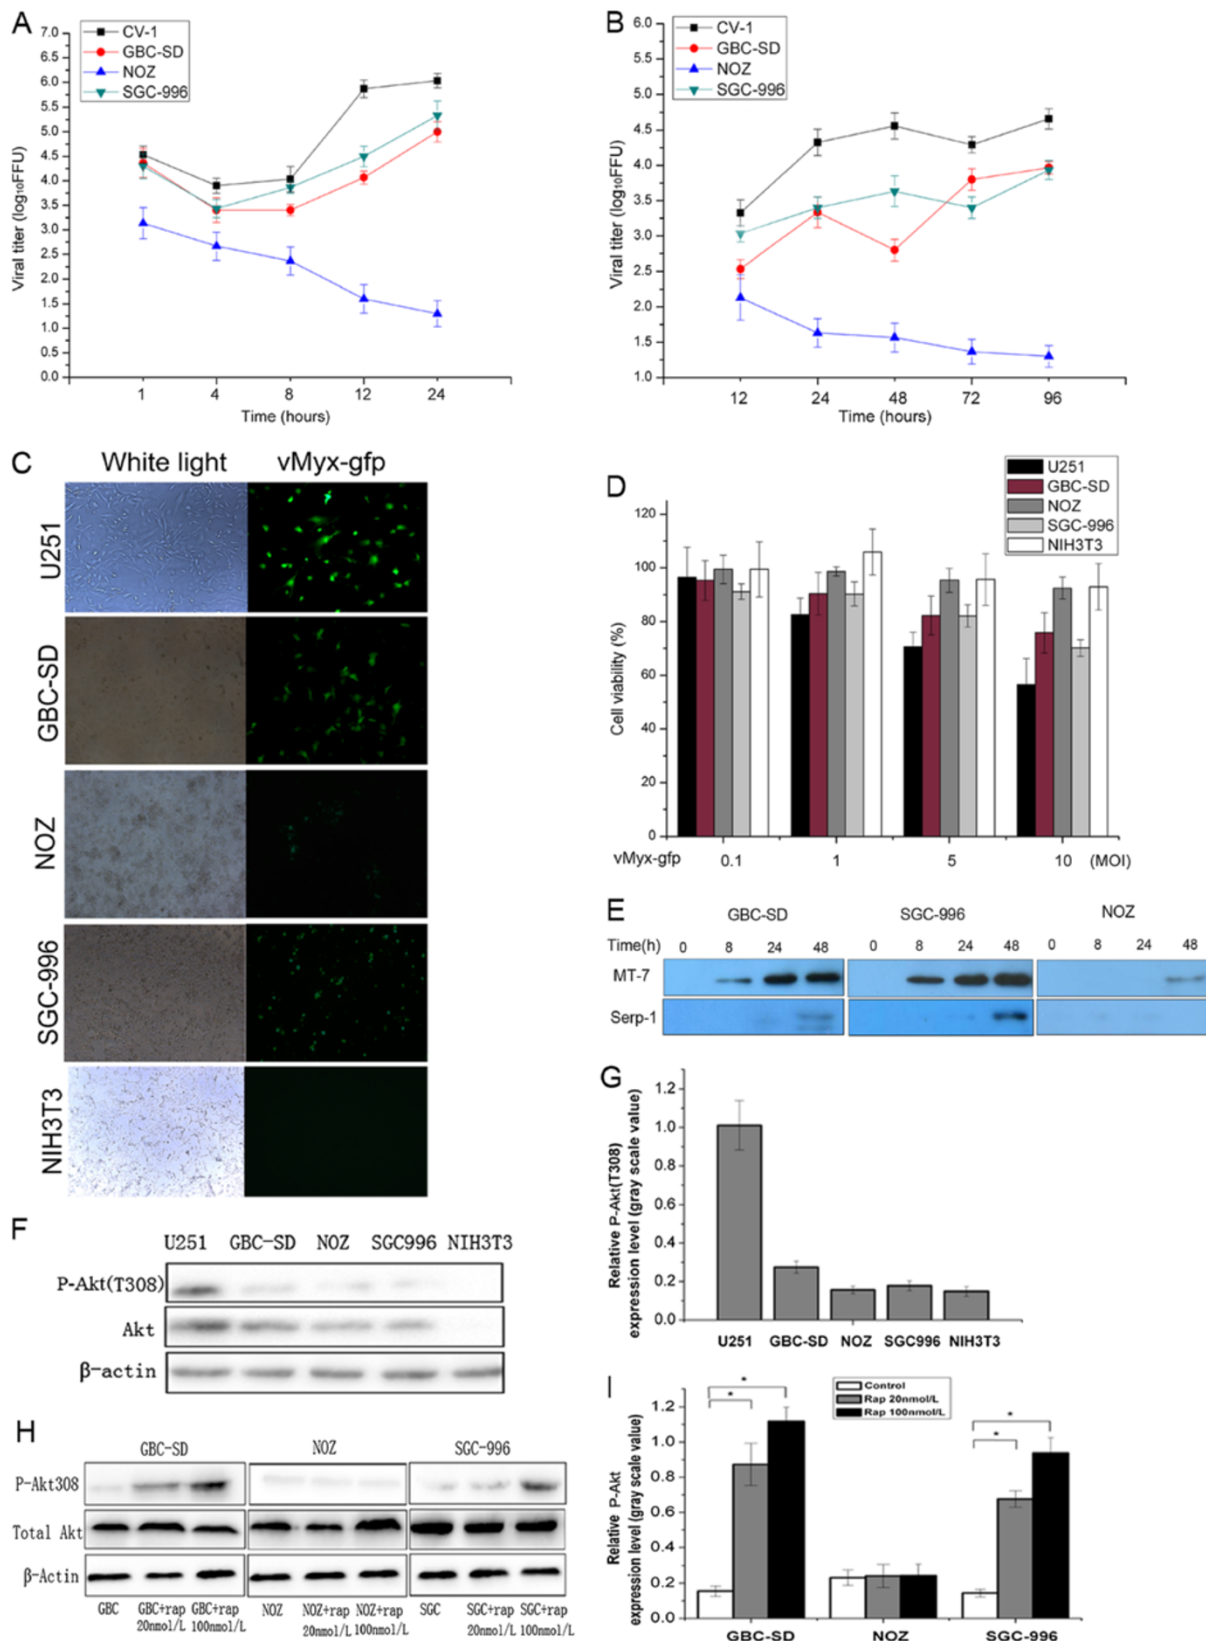 A
CV-1
GBC-SD
NOZ
SGC-996
Viral titer (log₁₀FFU)
7.0
6.5
6.0
5.5
5.0
4.5
4.0
3.5
3.0
2.5
2.0
1.5
1.0
0.5
0.0
1 4 8 12 24
Time (hours)
B
CV-1
GBC-SD
NOZ
SGC-996
Viral titer (log₁₀FFU)
6.0
5.5
5.0
4.5
4.0
3.5
3.0
2.5
2.0
1.5
1.0
12 24 48 72 96
Time (hours)
C
White light vMyx-gfp
U251
GBC-SD
NOZ
SGC-996
NIH3T3
D
U251
GBC-SD
NOZ
SGC-996
NIH3T3
Cell viability (%)
120
100
80
60
40
20
0
vMyx-gfp 0.1 1 5 10 (MOI)
E
GBC-SD SGC-996 NOZ
Time(h) 0 8 24 48 0 8 24 48 0 8 24 48
MT-7
Serp-1
F
U251 GBC-SD NOZ SGC996 NIH3T3
P-Akt(T308)
Akt
β-actin
G
Relative P-Akt(T308)
expression level (gray scale value)
1.2
1.0
0.8
0.6
0.4
0.2
0.0
U251 GBC-SD NOZ SGC996 NIH3T3
H
GBC-SD NOZ SGC-996
P-Akt308
Total Akt
β-Actin
GBC GBC+rap GBC+rap NOZ NOZ+rap NOZ+rap SGC SGC+rap SGC+rap
20nmol/L 100nmol/L 20nmol/L 100nmol/L 20nmol/L 100nmol/L
I
Control
Rap 20nmol/L
Rap 100nmol/L
* * * *
Relative P-Akt
expression level (gray scale value)
1.2
1.0
0.8
0.6
0.4
0.2
0.0
GBC-SD NOZ SGC-996